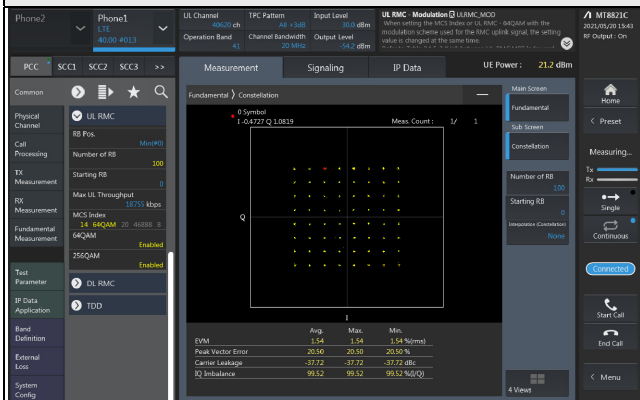 Phone2
Phone1
LTE
40.00 #013
UL Channel
40620 ch
Operation Band
41
TPC Pattern
All +3dB
Channel Bandwidth
20 MHz
Input Level
30.0 dBm
Output Level
-54.2 dBm
UL RMC - Modulation ULRMC_MOD
When setting the MCS Index or UL RMC - 64QAM with the
modulation scheme used for the RMC uplink signal, the setting
value is changed at the same time.
MT8821C
2021/05/20 15:43
RF Output : On
PCC
SCC1
SCC2
SCC3
>>
Measurement
Signaling
IP Data
UE Power : 21.2 dBm
Common
Physical
Channel
Call
Processing
TX
Measurement
RX
Measurement
Fundamental
Measurement
Test
Parameter
IP Data
Application
Band
Definition
External
Loss
System
Config
UL RMC
RB Pos.
Min(#0)
Number of RB
100
Starting RB
0
Max UL Throughput
18755 kbps
MCS Index
14 64QAM 20 46888 8
64QAM
Enabled
256QAM
Enabled
DL RMC
TDD
Fundamental Constellation
0 Symbol
I -0.4727 Q 1.0819
Meas. Count : 1/ 1
Q
I
Avg. Max. Min.
EVM 1.54 1.54 1.54 %(rms)
Peak Vector Error 20.50 20.50 20.50 %
Carrier Leakage -37.72 -37.72 -37.72 dBc
IQ Imbalance 99.52 99.52 99.52 %(I/Q)
Main Screen
Fundamental
Sub Screen
Constellation
Number of RB
100
Starting RB
0
Interpolation (Constellation)
None
4 Views
Home
< Preset
Measuring...
Tx
Rx
Single
Continuous
Connected
Start Call
End Call
< Menu